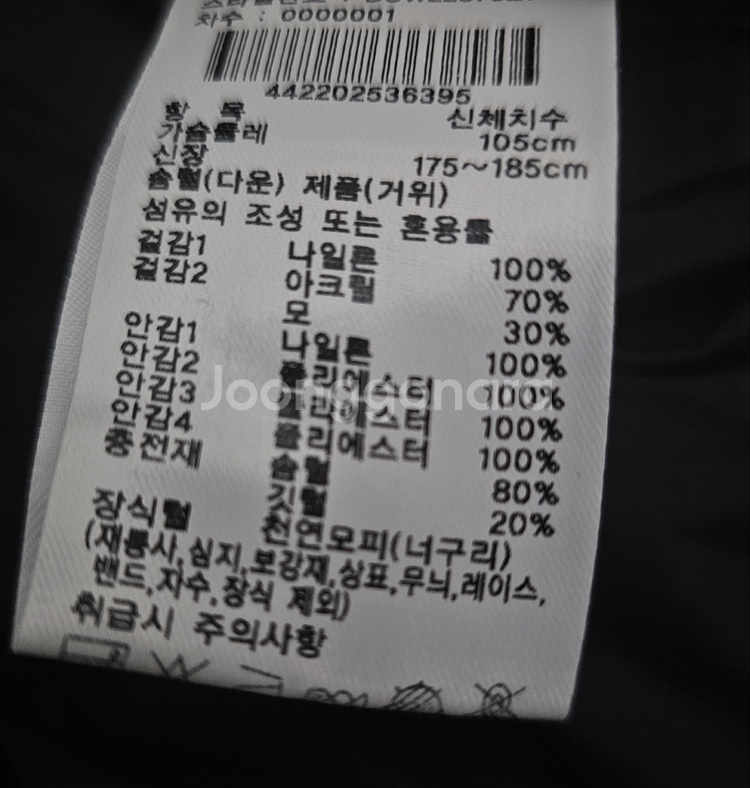 치수 : 0000001
442202536395
항 목 신체치수
가슴둘레 105cm
신장 175~185cm
솜털(다운) 제품(거위)
섬유의 조성 또는 혼용률
겉감1 나일론 100%
겉감2 아크릴 70%
모 30%
안감1 나일론 100%
안감2 폴리에스터 100%
안감3 폴리에스터 100%
안감4 폴리에스터 100%
충전재 솜털 80%
깃털 20%
장식털 천연모피(너구리)
(재봉사,심지,보강재,상표,무늬,레이스,
밴드,자수,장식 제외)
취급시 주의사항
Joonggonara